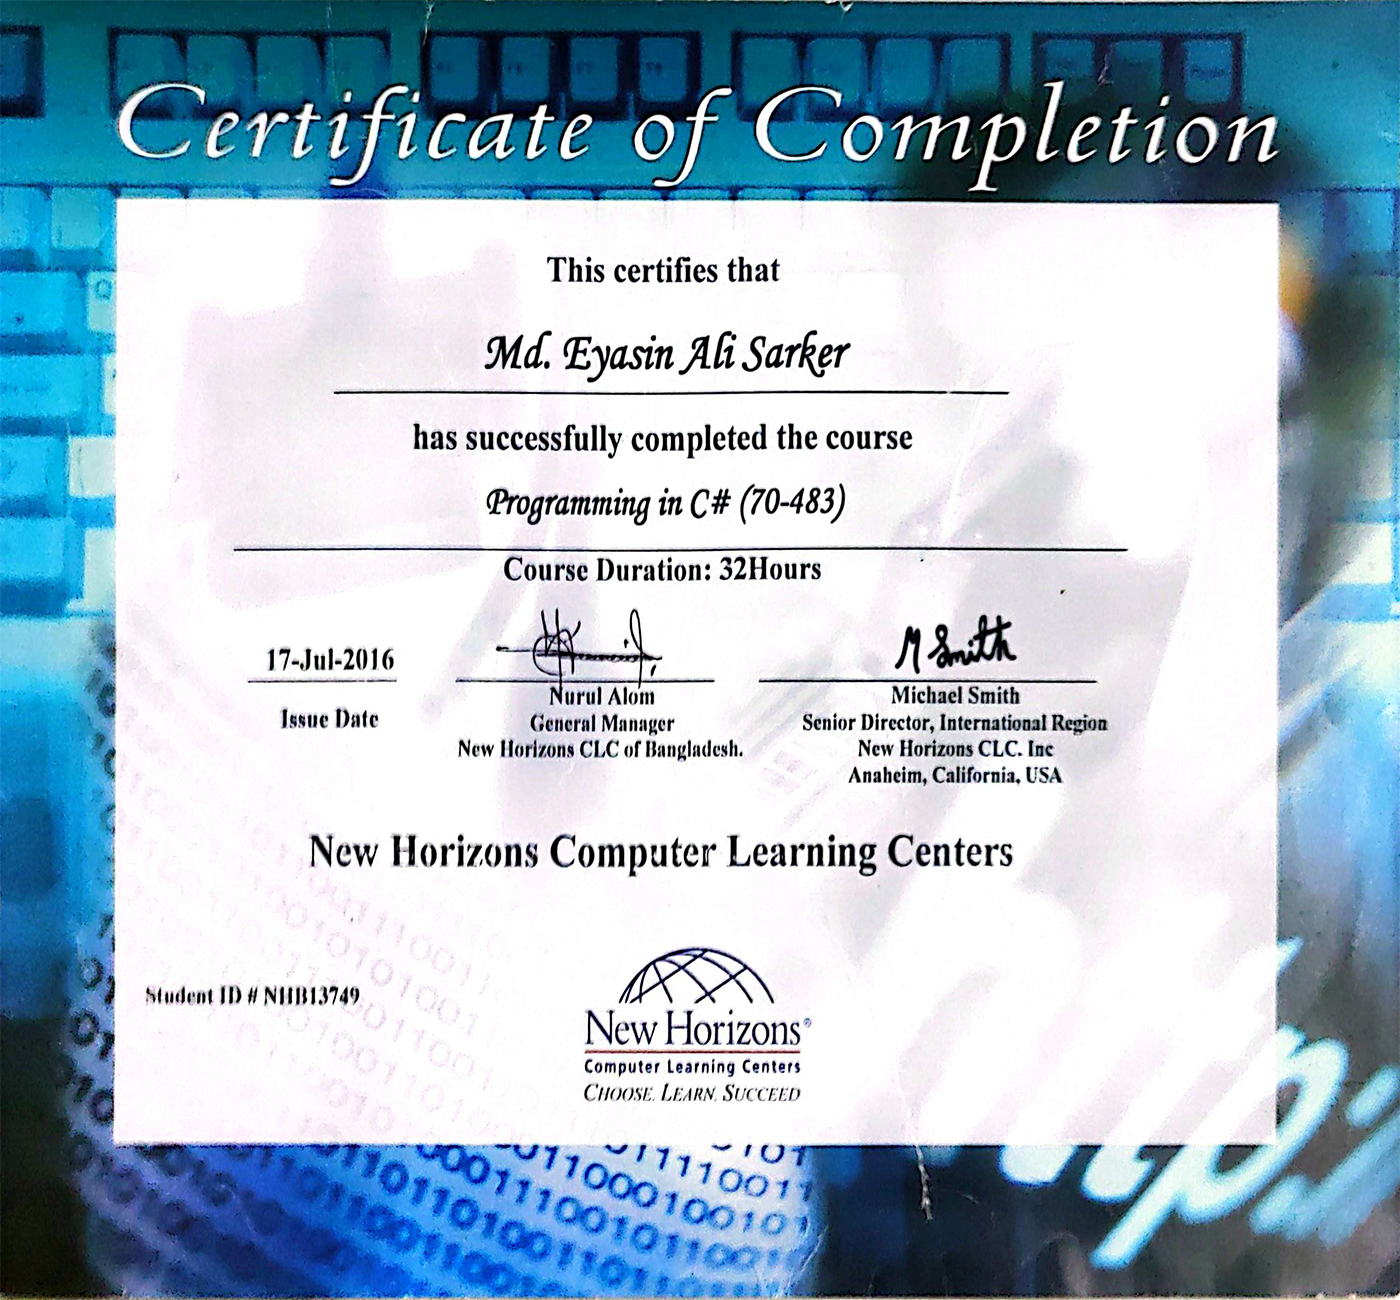 Certificate of Completion
This certifies that
Md. Eyasin Ali Sarker
has successfully completed the course
Programming in C# (70-483)
Course Duration: 32Hours
17-Jul-2016
Issue Date
M Smith
Nurul Alom
General Manager
New Horizons CLC of Bangladesh.
Michael Smith
Senior Director, International Region
New Horizons CLC. Inc
Anaheim, California, USA
New Horizons Computer Learning Centers
Student ID # NHB13749
New Horizons®
Computer Learning Centers
CHOOSE. LEARN. SUCCEED